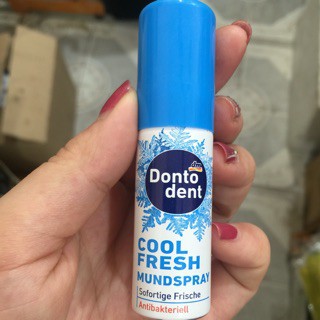 Donto
dent
COOL
FRESH
MUNDSPRAY
Sofortige Frische
Antibakteriell